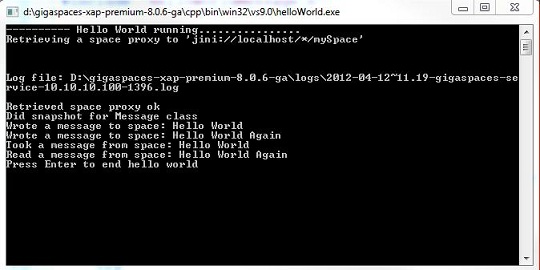 d:\gigaspaces-xap-premium-8.0.6-ga\cpp\bin\win32\vs9.0\helloWorld.exe
---------- Hello World running................
Retrieving a space proxy to 'jini://localhost/*/mySpace'
Log file: D:\gigaspaces-xap-premium-8.0.6-ga\logs\2012-04-12~11.19-gigaspaces-se
rvice-10.10.10.100-1396.log
Retrieved space proxy ok
Did snapshot for Message class
Wrote a message to space: Hello World
Wrote a message to space: Hello World Again
Took a message from space: Hello World
Read a message from space: Hello World Again
Press Enter to end hello world